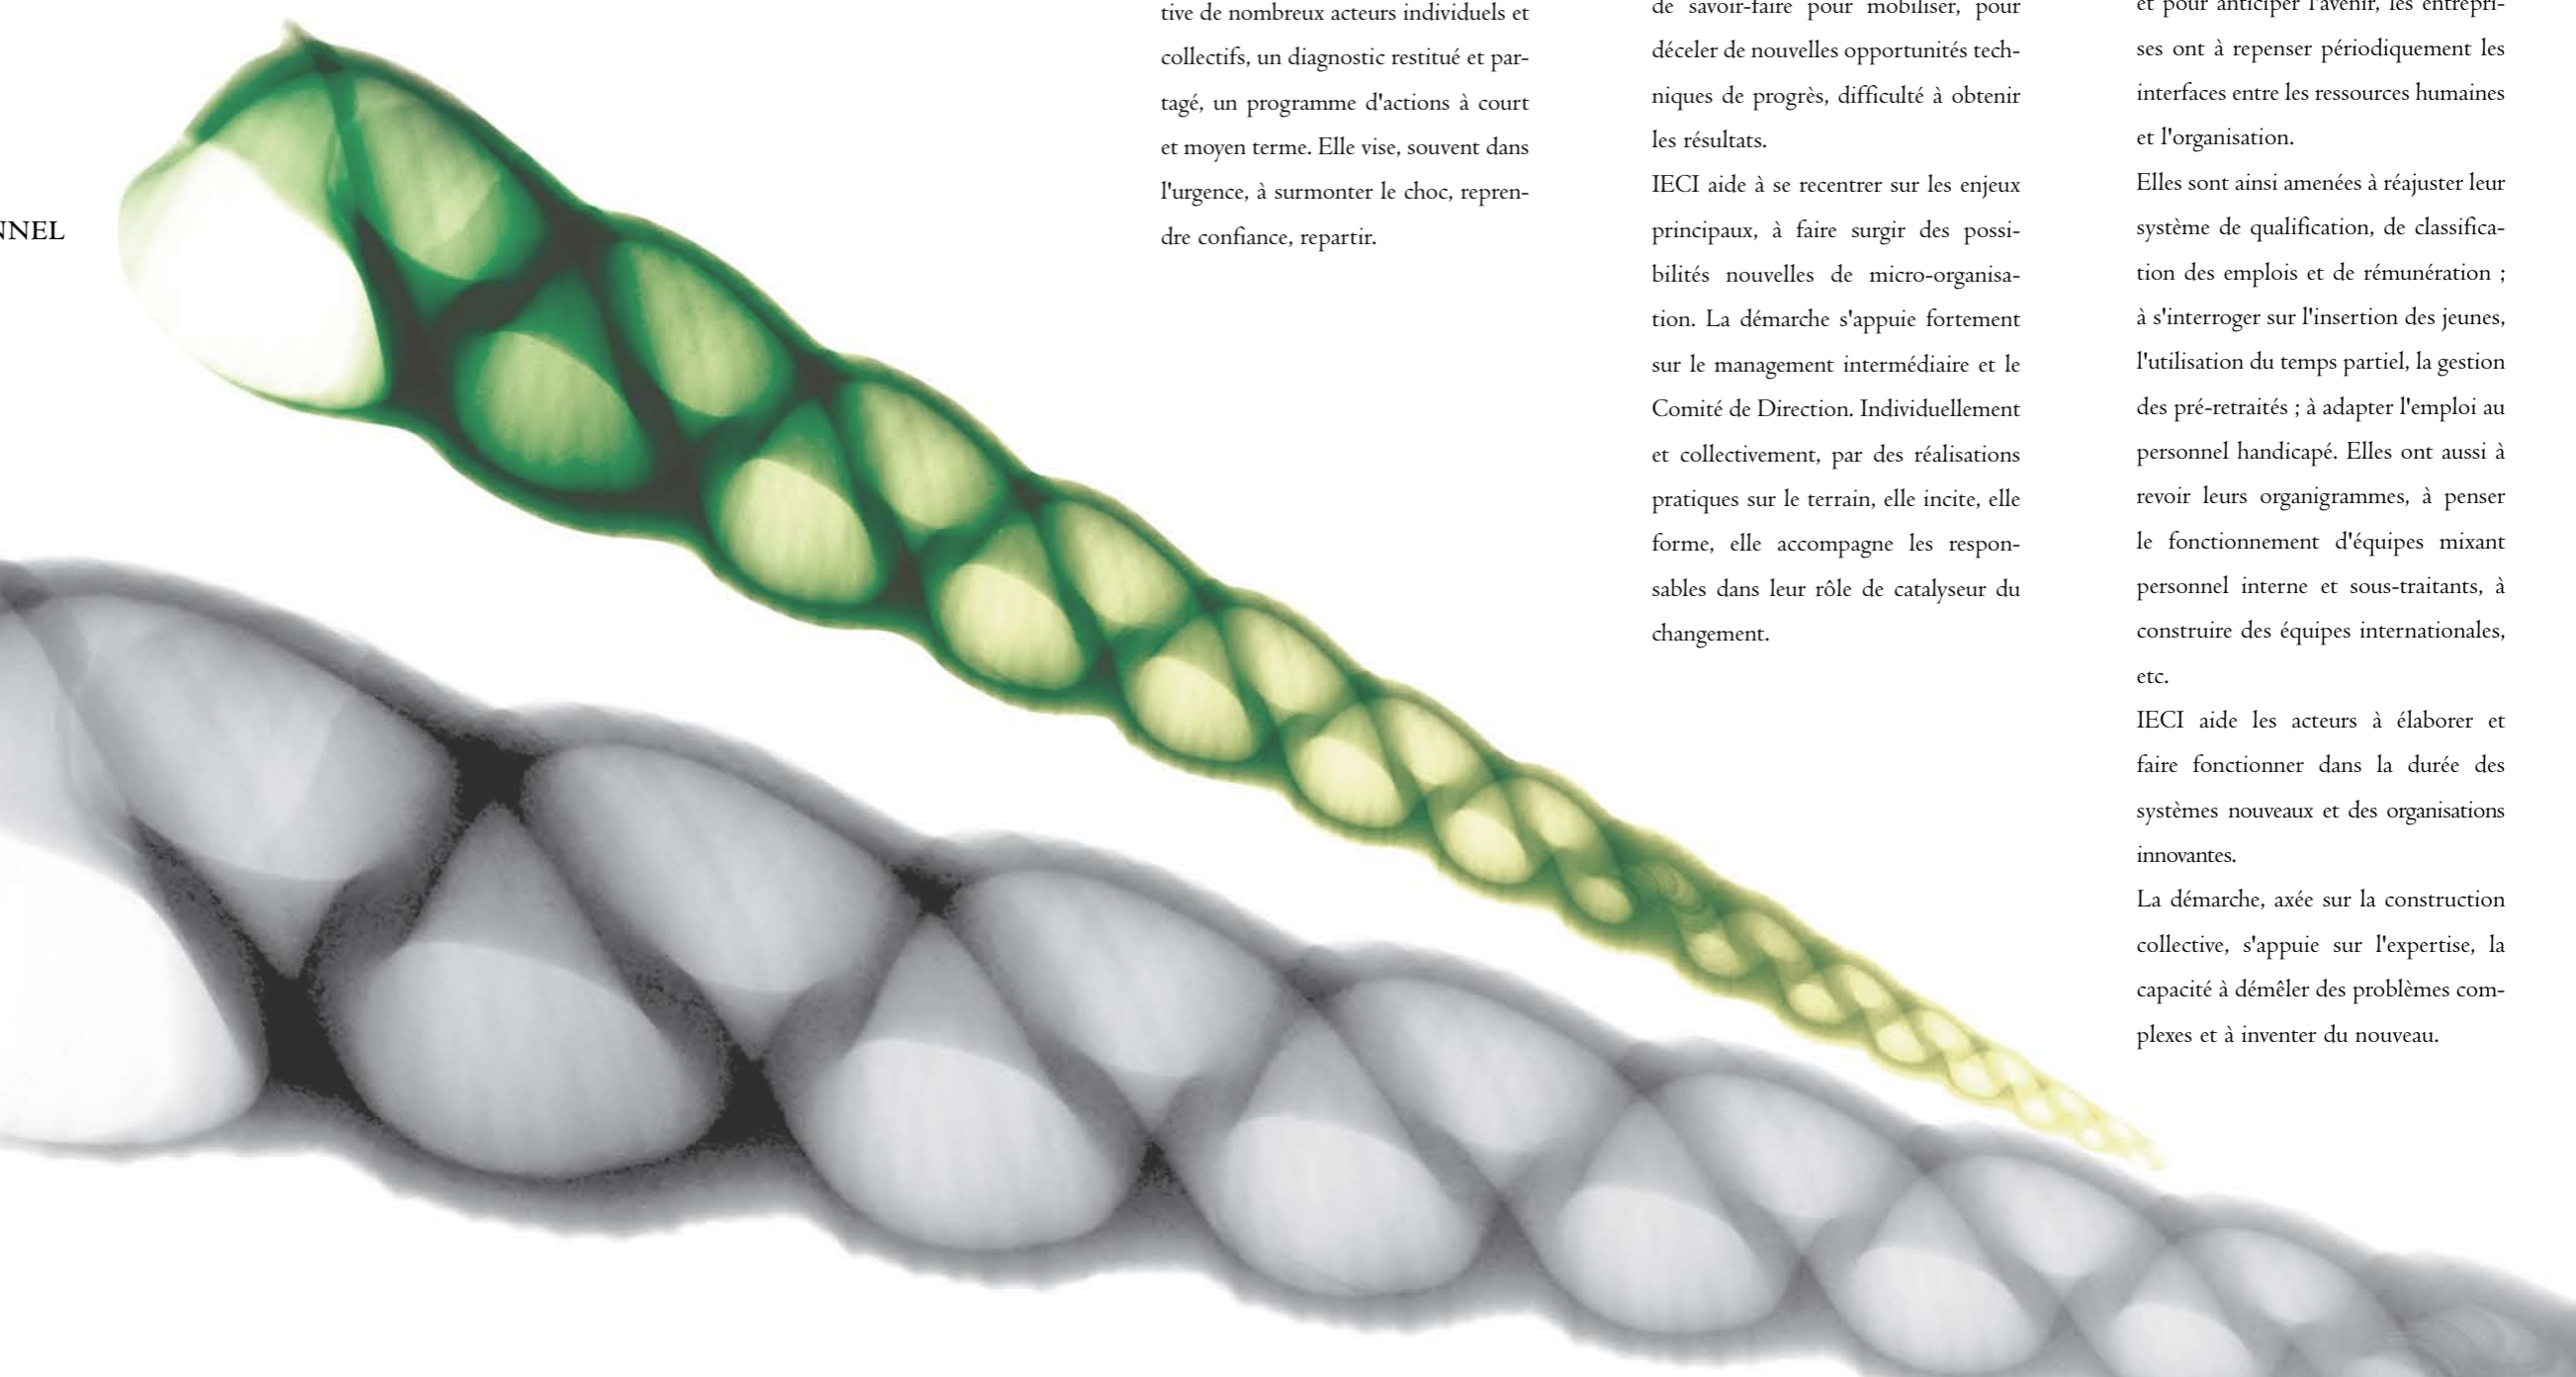 NNEL
tive de nombreux acteurs individuels et
collectifs, un diagnostic restitué et par-
tagé, un programme d'actions à court
et moyen terme. Elle vise, souvent dans
l'urgence, à surmonter le choc, repren-
dre confiance, repartir.
de savoir-faire pour mobiliser, pour
déceler de nouvelles opportunités tech-
niques de progrès, difficulté à obtenir
les résultats.
IECI aide à se recentrer sur les enjeux
principaux, à faire surgir des possi-
bilités nouvelles de micro-organisa-
tion. La démarche s'appuie fortement
sur le management intermédiaire et le
Comité de Direction. Individuellement
et collectivement, par des réalisations
pratiques sur le terrain, elle incite, elle
forme, elle accompagne les respon-
sables dans leur rôle de catalyseur du
changement.
et pour anticiper l'avenir, les entrepri-
ses ont à repenser périodiquement les
interfaces entre les ressources humaines
et l'organisation.
Elles sont ainsi amenées à réajuster leur
système de qualification, de classifica-
tion des emplois et de rémunération ;
à s'interroger sur l'insertion des jeunes,
l'utilisation du temps partiel, la gestion
des pré-retraités ; à adapter l'emploi au
personnel handicapé. Elles ont aussi à
revoir leurs organigrammes, à penser
le fonctionnement d'équipes mixant
personnel interne et sous-traitants, à
construire des équipes internationales,
etc.
IECI aide les acteurs à élaborer et
faire fonctionner dans la durée des
systèmes nouveaux et des organisations
innovantes.
La démarche, axée sur la construction
collective, s'appuie sur l'expertise, la
capacité à démêler des problèmes com-
plexes et à inventer du nouveau.